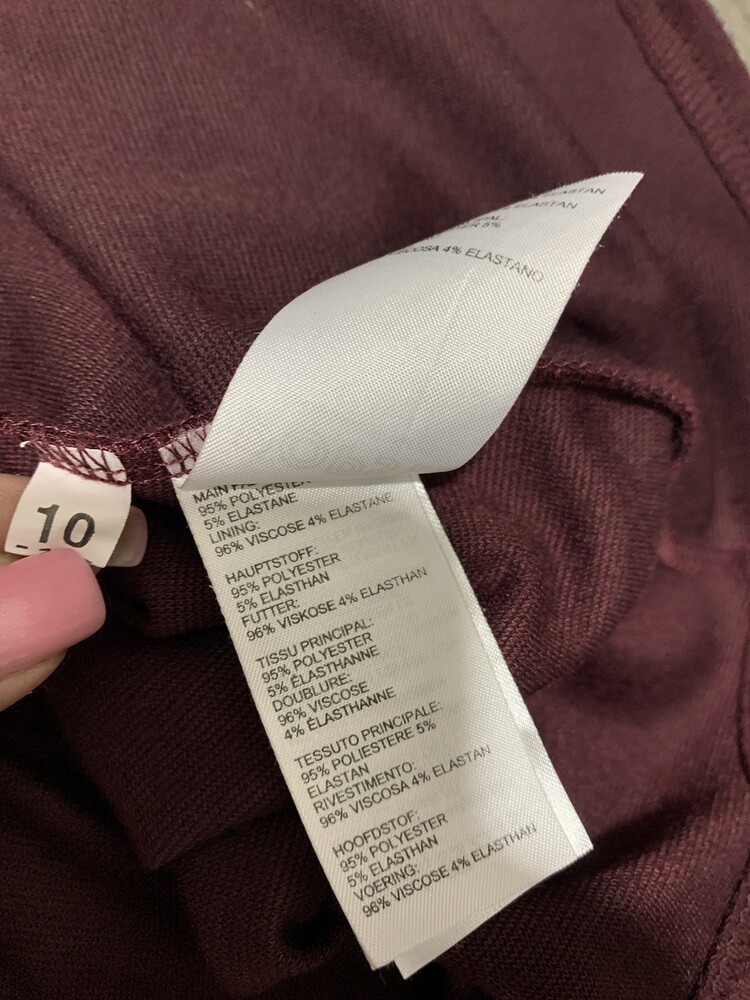 ELASTAN
ELASTAN
5%
4% ELASTANO
10
MAIN
95% POLYESTER
5% ELASTANE
LINING:
96% VISCOSE 4% ELASTANE
HAUPTSTOFF:
95% POLYESTER
5% ELASTHAN
FUTTER:
96% VISKOSE 4% ELASTHAN
TISSU PRINCIPAL:
95% POLYESTER
5% ÉLASTHANNE
DOUBLURE:
96% VISCOSE
4% ÉLASTHANNE
TESSUTO PRINCIPALE:
95% POLIESTERE 5%
ELASTAN
RIVESTIMENTO:
96% VISCOSA 4% ELASTAN
HOOFDSTOF:
95% POLYESTER
5% ELASTHAN
VOERING:
96% VISCOSE 4% ELASTHAN